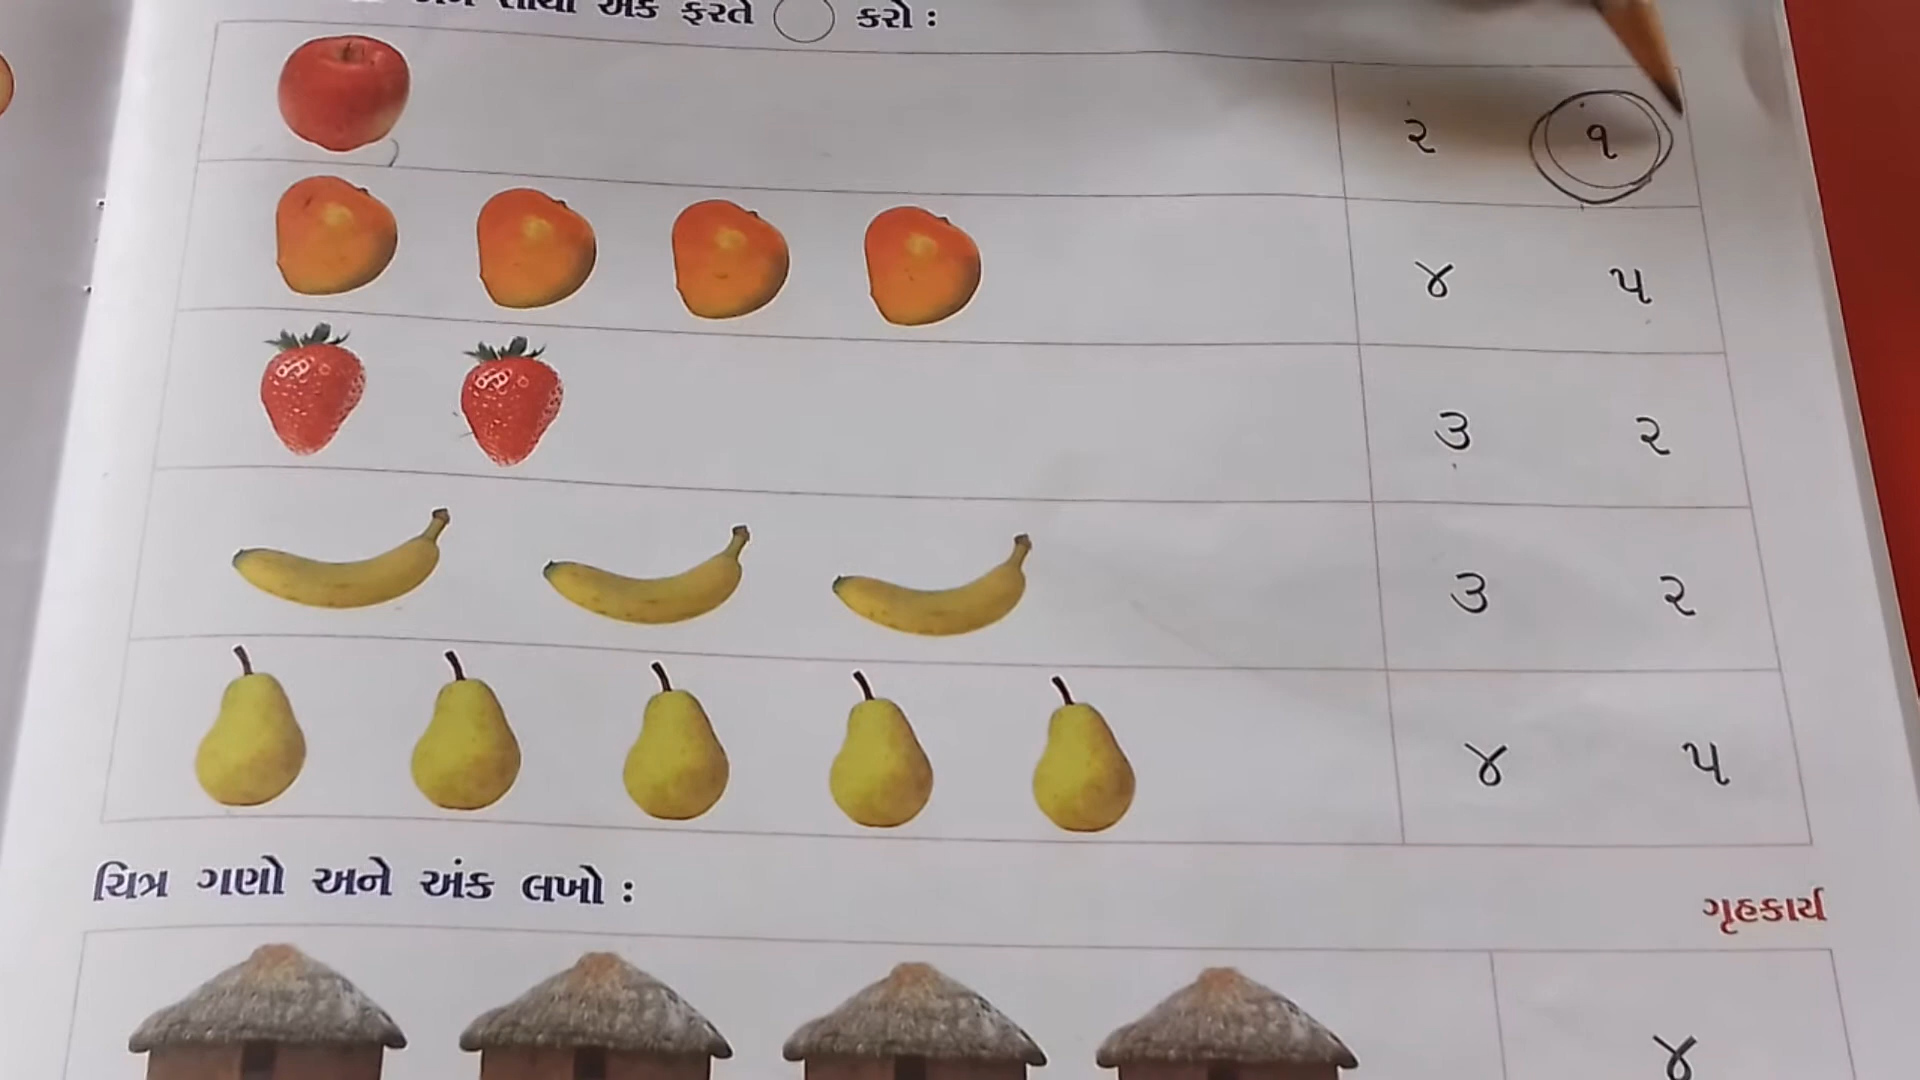 અંક ફરતે ◯ કરો :
૨ ૧
૪ ૫
૩ ૨
૩ ૨
૪ ૫
ચિત્ર ગણો અને અંક લખો :
ગૃહકાર્ય
૪